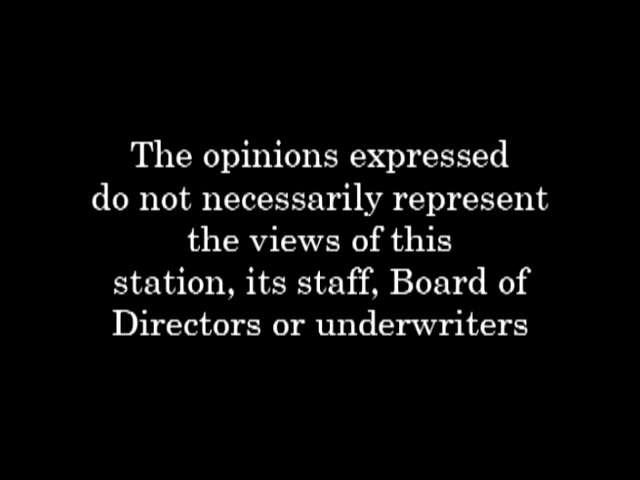 The opinions expressed
do not necessarily represent
the views of this
station, its staff, Board of
Directors or underwriters